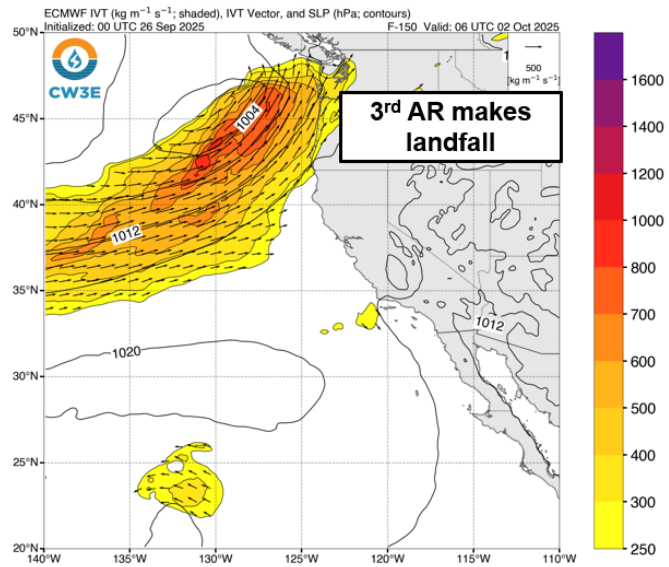 ECMWF IVT (kg m⁻¹ s⁻¹; shaded), IVT Vector, and SLP (hPa; contours)
Initialized: 00 UTC 26 Sep 2025 F-150 Valid: 06 UTC 02 Oct 2025
50°N
CW3E
500
[kg m⁻¹ s⁻¹]
1600
1004
3rd AR makes
landfall
45°N
1400
1200
40°N
1000
1012
800
35°N
700
1012
1020
600
30°N
500
25°N
400
300
20°N
250
140°W 135°W 130°W 125°W 120°W 115°W 110°W